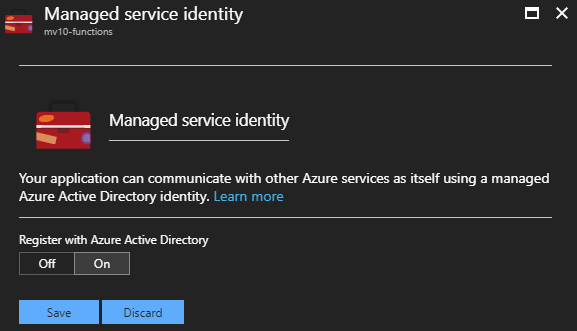 Managed service identity
mv10-functions
Managed service identity
Your application can communicate with other Azure services as itself using a managed
Azure Active Directory identity. Learn more
Register with Azure Active Directory
Off On
Save Discard